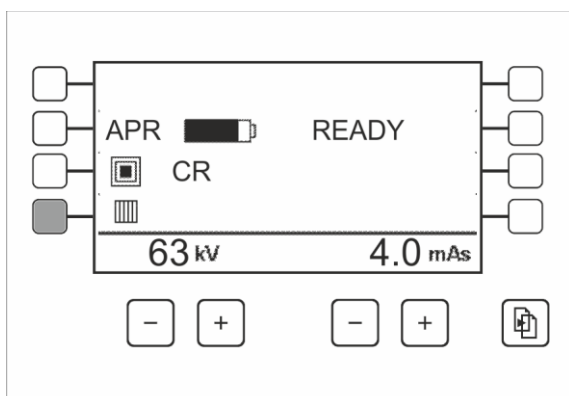 APR READY
CR
63 kV 4.0 mAs
- + - +